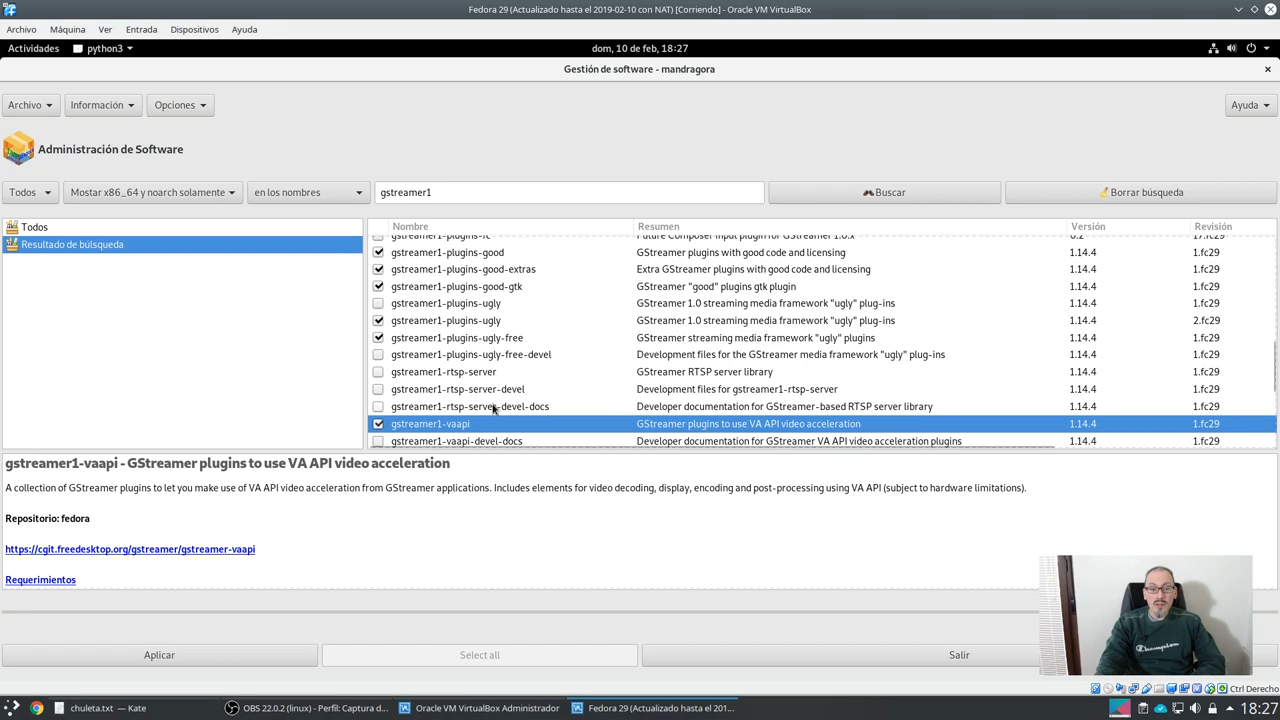 Fedora 29 (Actualizado hasta el 2019-02-10 con NAT) [Corriendo] - Oracle VM VirtualBox
Archivo Máquina Ver Entrada Dispositivos Ayuda
Actividades python3 dom, 10 de feb, 18:27
Gestión de software - mandragora
Archivo Información Opciones Ayuda
Administración de Software
Todos Mostar x86_64 y noarch solamente en los nombres gstreamer1 Buscar Borrar búsqueda
Todos
Resultado de búlsqueda
Nombre Resumen Versión Revisión
gstreamer1-plugins-fc Future Composer input plugin for GStreamer 1.0.x 0.2 17.fc29
gstreamer1-plugins-good GStreamer plugins with good code and licensing 1.14.4 1.fc29
gstreamer1-plugins-good-extras Extra GStreamer plugins with good code and licensing 1.14.4 1.fc29
gstreamer1-plugins-good-gtk GStreamer "good" plugins gtk plugin 1.14.4 1.fc29
gstreamer1-plugins-ugly GStreamer 1.0 streaming media framework "ugly" plug-ins 1.14.4 1.fc29
gstreamer1-plugins-ugly GStreamer 1.0 streaming media framework "ugly" plug-ins 1.14.4 2.fc29
gstreamer1-plugins-ugly-free GStreamer streaming media framework "ugly" plugins 1.14.4 1.fc29
gstreamer1-plugins-ugly-free-devel Development files for the GStreamer media framework "ugly" plug-ins 1.14.4 1.fc29
gstreamer1-rtsp-server GStreamer RTSP server library 1.14.4 1.fc29
gstreamer1-rtsp-server-devel Development files for gstreamer1-rtsp-server 1.14.4 1.fc29
gstreamer1-rtsp-server-devel-docs Developer documentation for GStreamer-based RTSP server library 1.14.4 1.fc29
gstreamer1-vaapi GStreamer plugins to use VA API video acceleration 1.14.4 1.fc29
gstreamer1-vaapi-devel-docs Developer documentation for GStreamer VA API video acceleration plugins 1.14.4 1.fc29
gstreamer1-vaapi - GStreamer plugins to use VA API video acceleration
A collection of GStreamer plugins to let you make use of VA API video acceleration from GStreamer applications. Includes elements for video decoding, display, encoding and post-processing using VA API (subject to hardware limitations).
Repositorio: fedora
https://cgit.freedesktop.org/gstreamer/gstreamer-vaapi
Requerimientos
Champion
Aplicar Select all Salir
Ctrl Derecho
chuleta.txt — Kate OBS 22.0.2 (linux) - Perfil: Captura d... Oracle VM VirtualBox Administrador Fedora 29 (Actualizado hasta el 201... 18:27